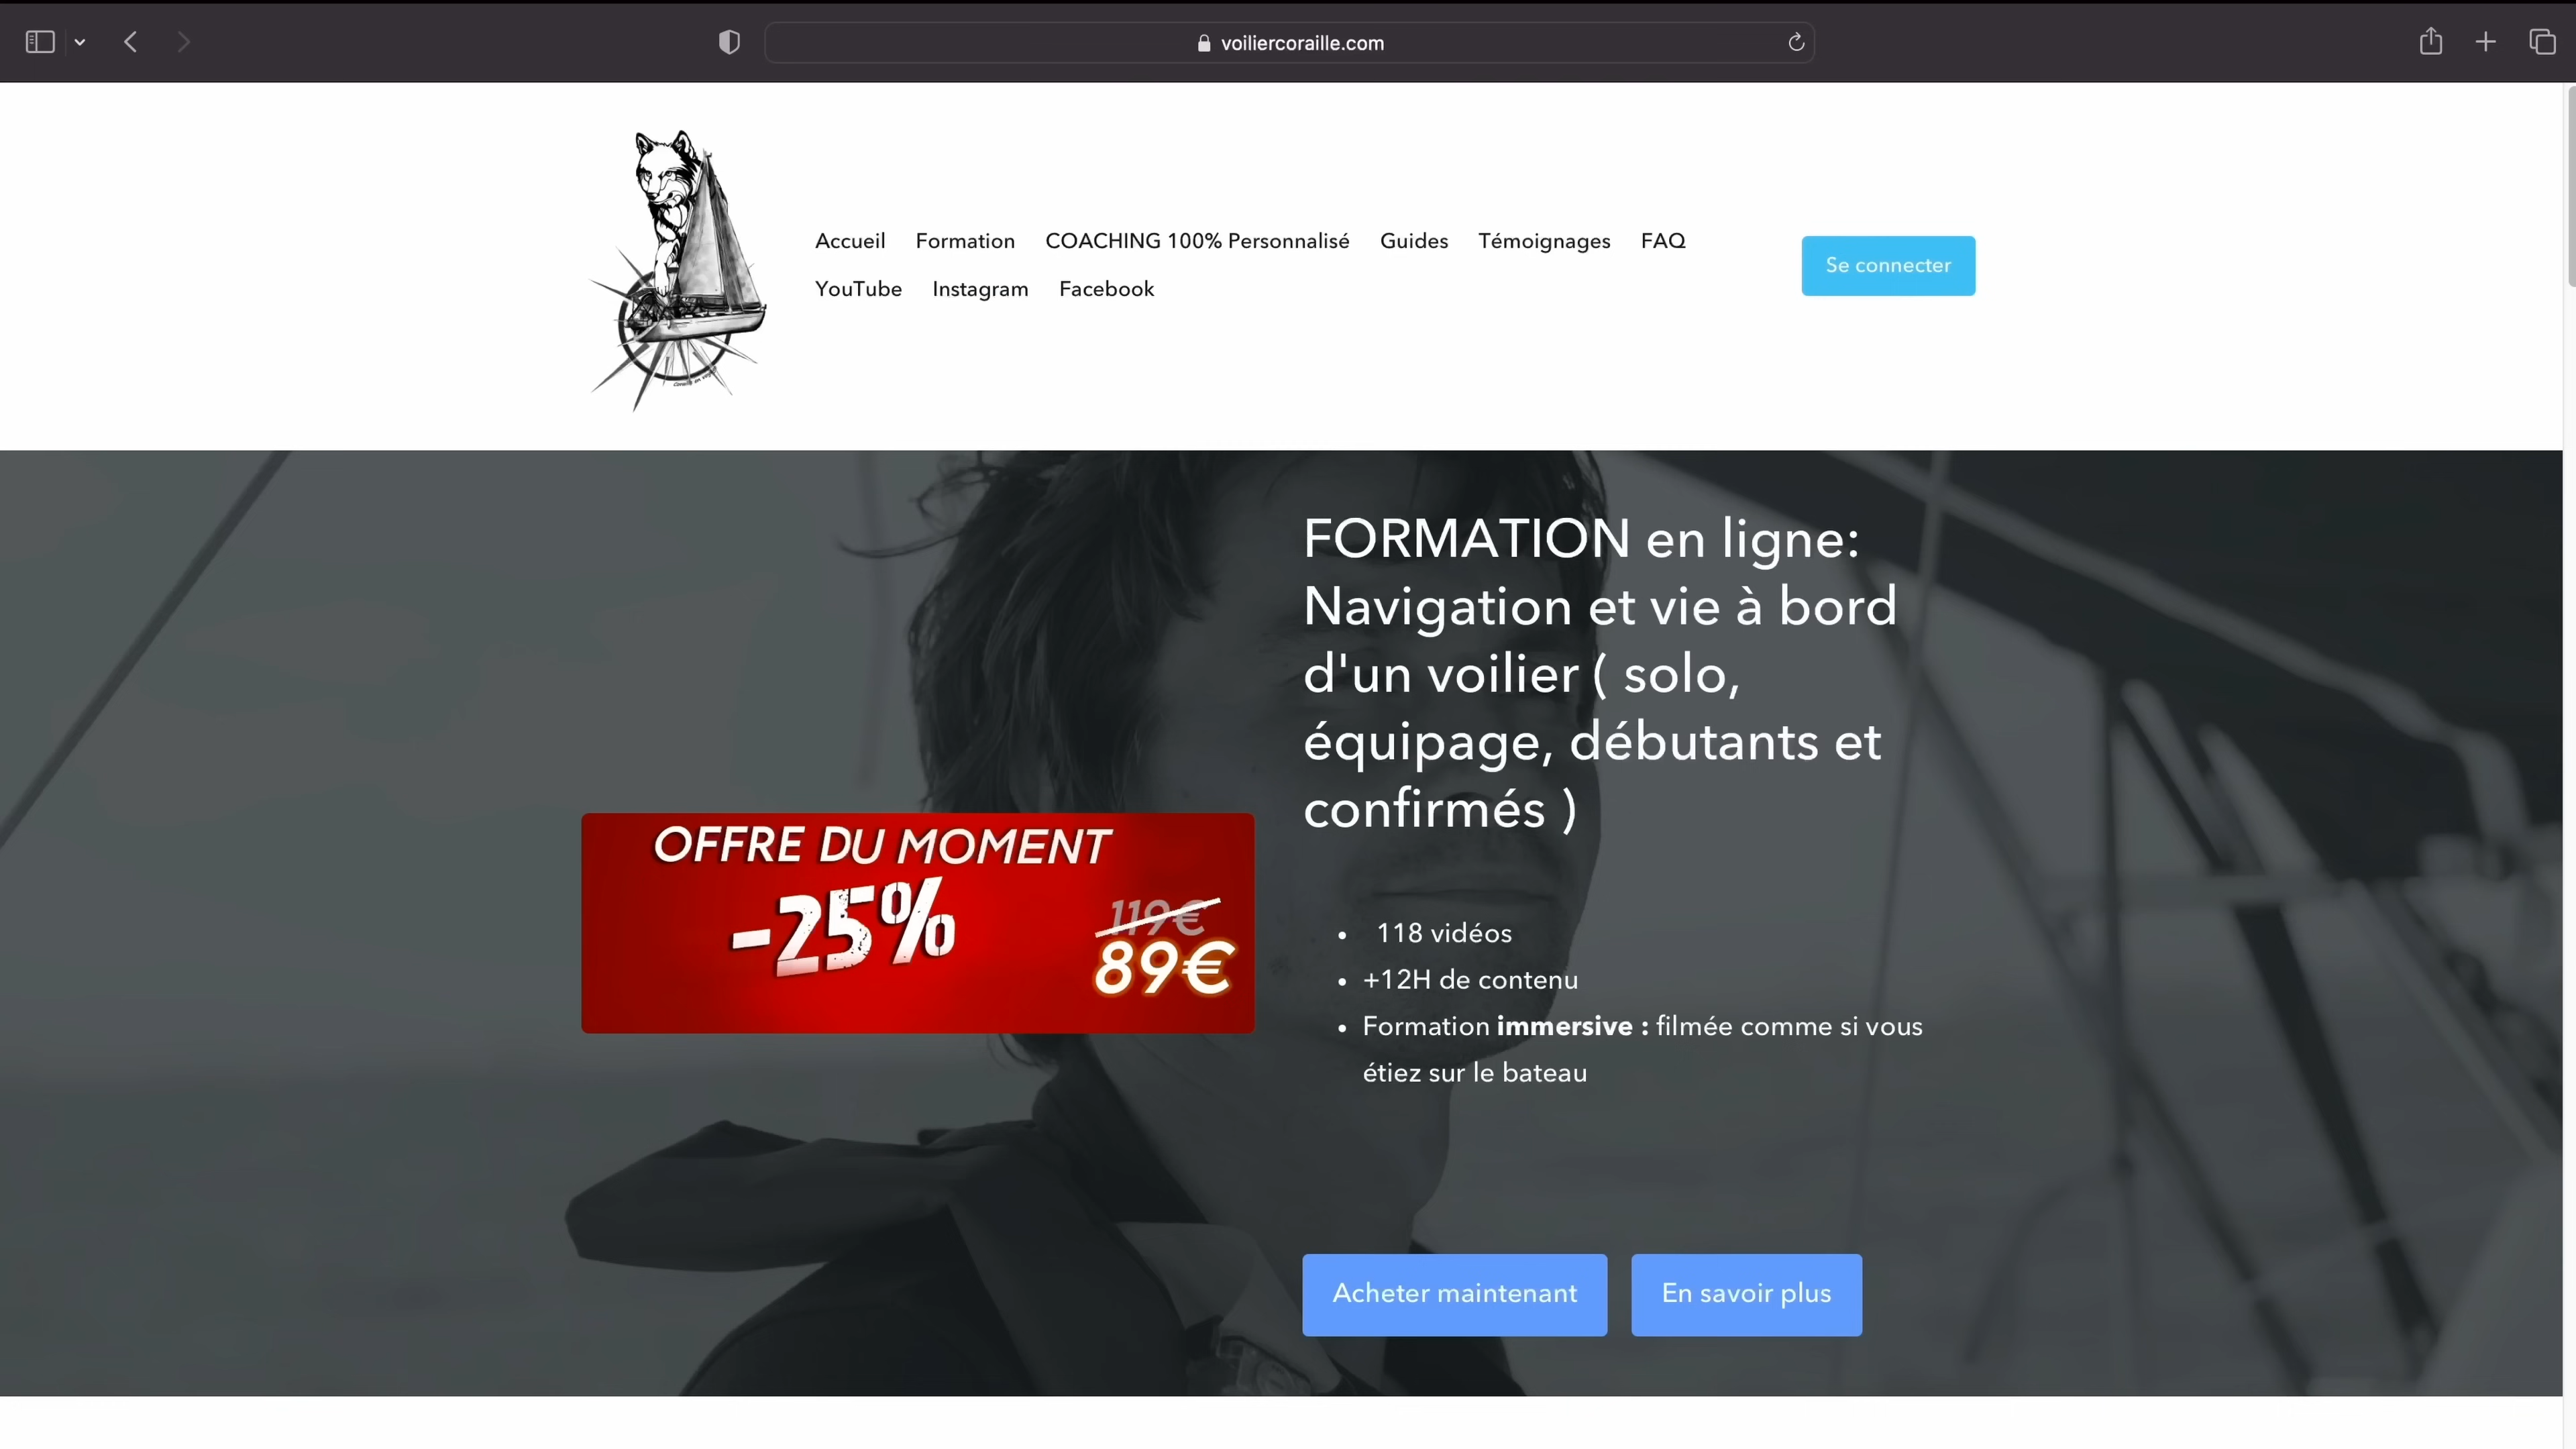 voiliercoraille.com
Accueil Formation COACHING 100% Personnalisé Guides Témoignages FAQ
YouTube Instagram Facebook
Se connecter
FORMATION en ligne:
Navigation et vie à bord
d'un voilier ( solo,
équipage, débutants et
confirmés )
OFFRE DU MOMENT
-25%
119€
89€
118 vidéos
+12H de contenu
Formation immersive : filmée comme si vous
étiez sur le bateau
Acheter maintenant
En savoir plus